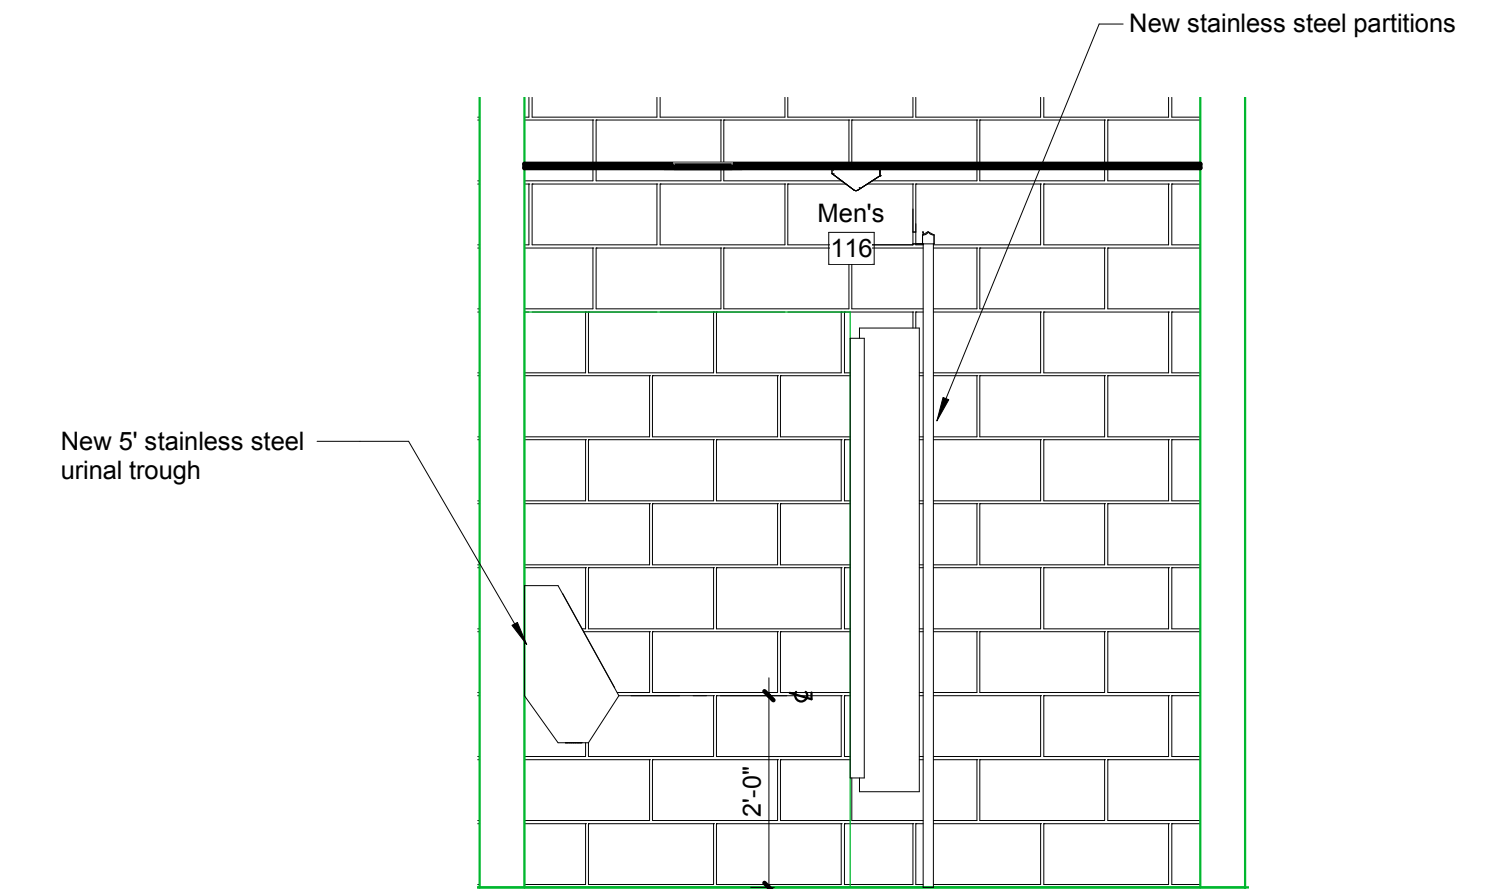 New stainless steel partitions
Men's
116
New 5' stainless steel
urinal trough
2'-0"